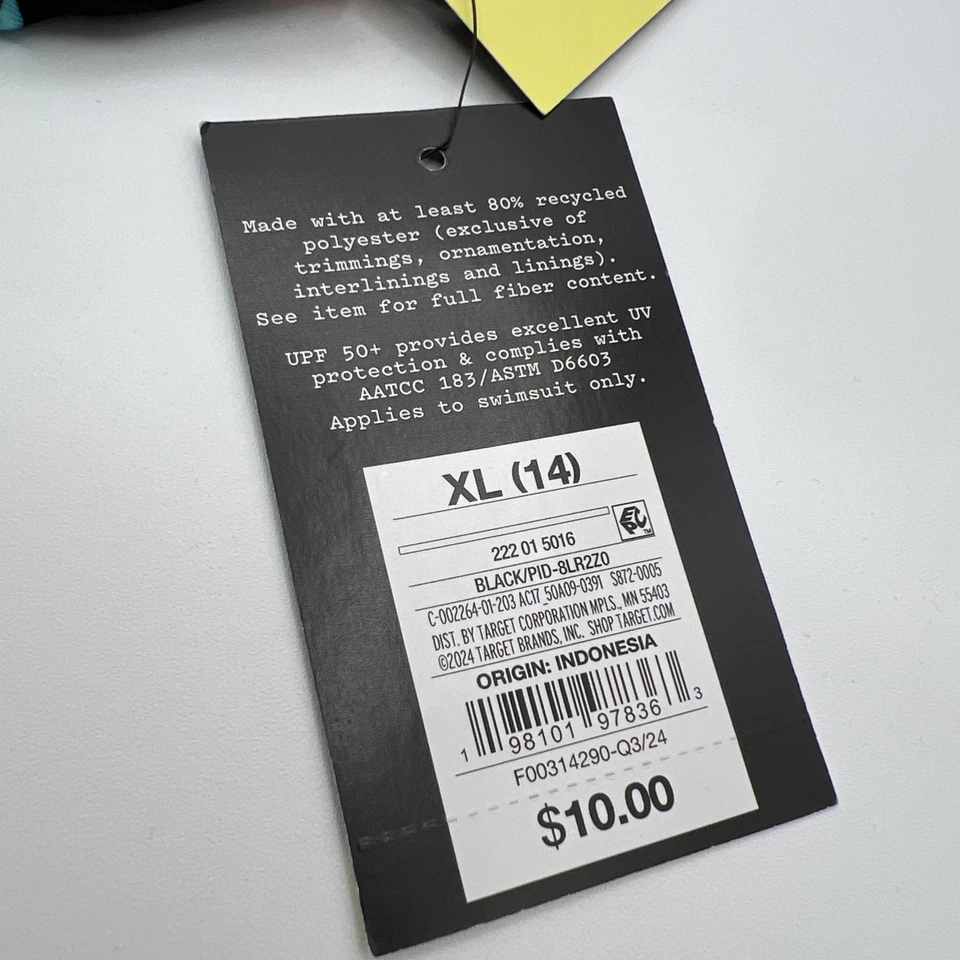 Made with at least 80% recycled
polyester (exclusive of
trimmings, ornamentation,
interlinings and linings).
See item for full fiber content.
UPF 50+ provides excellent UV
protection & complies with
AATCC 183/ASTM D6603
Applies to swimsuit only.
XL (14)
EPC™
222 01 5016
BLACK/PID-8LR2Z0
C-002264-01-203 AC17_50A09-0391 S872-0005
DIST. BY TARGET CORPORATION MPLS., MN 55403
©2024 TARGET BRANDS, INC. SHOP TARGET.COM
ORIGIN: INDONESIA
1 98101 97836 3
F00314290-Q3/24
$10.00